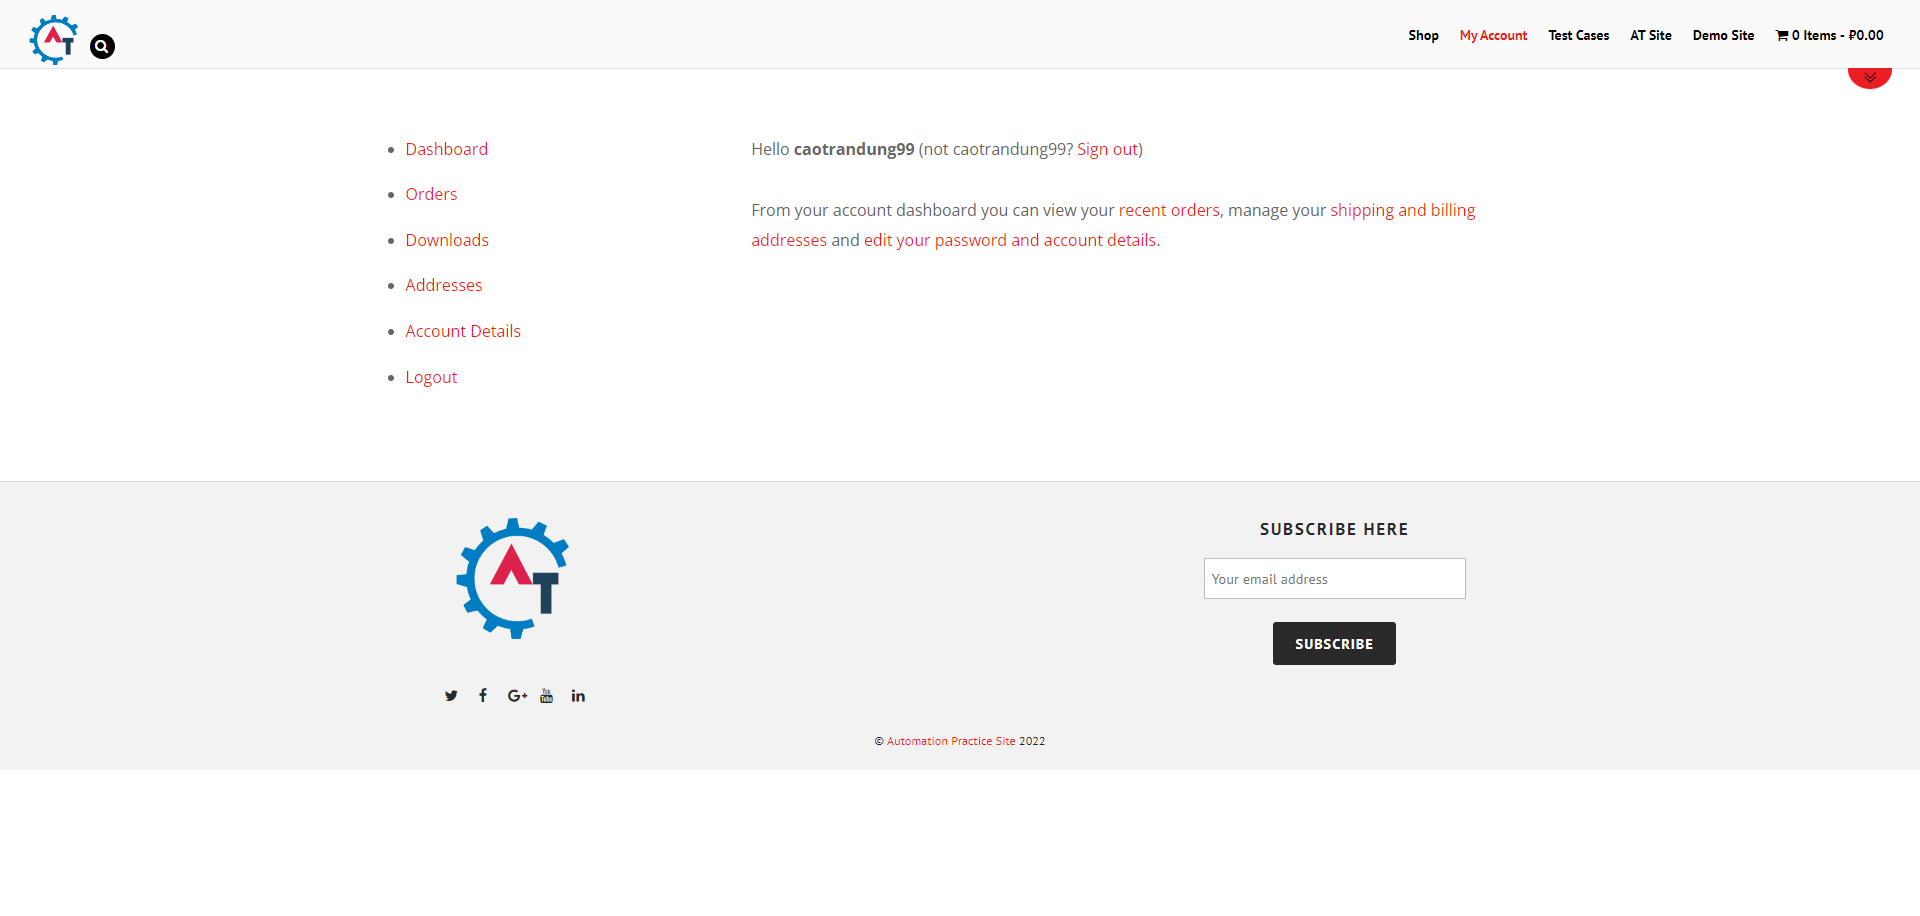 AT
Shop
My Account
Test Cases
AT Site
Demo Site
0 Items - ₽0.00
Dashboard
Orders
Downloads
Addresses
Account Details
Logout
Hello caotrandung99 (not caotrandung99? Sign out)
From your account dashboard you can view your recent orders, manage your shipping and billing
addresses and edit your password and account details.
AT
SUBSCRIBE HERE
Your email address
SUBSCRIBE
© Automation Practice Site 2022